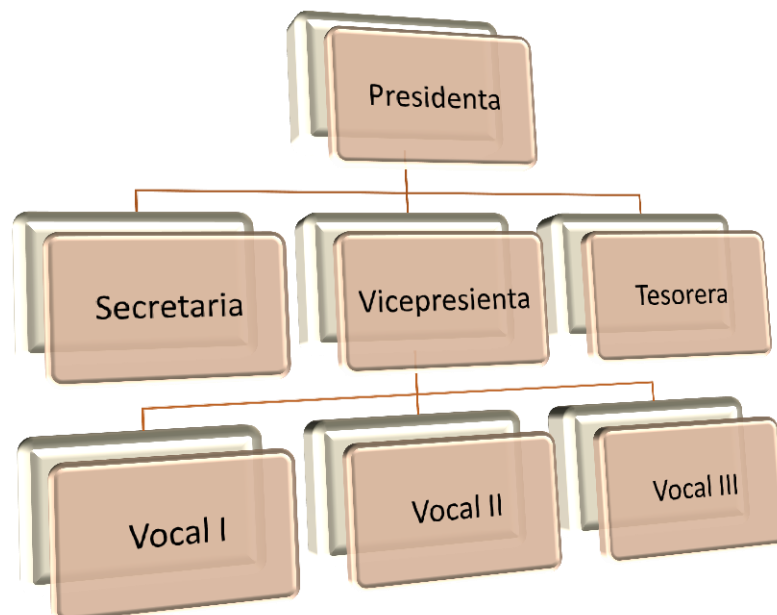 Presidenta
Secretaria
Vicepresienta
Tesorera
Vocal I
Vocal II
Vocal III